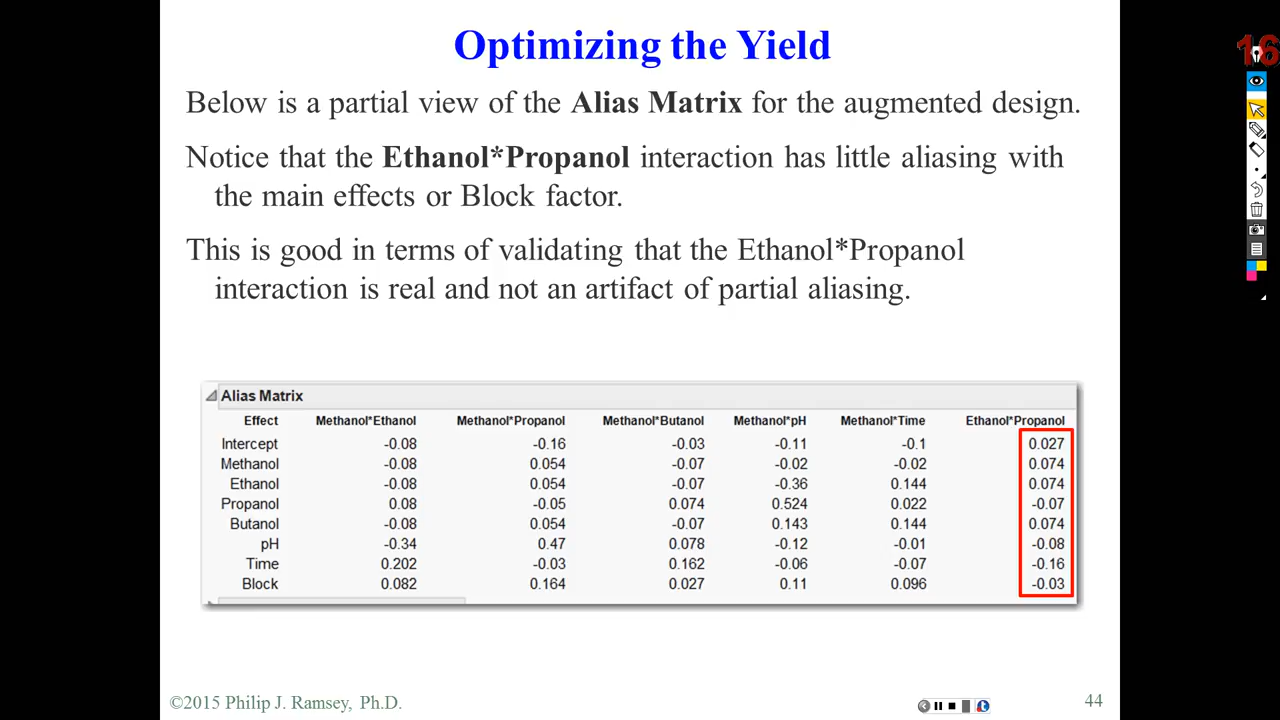 Optimizing the Yield
16
Below is a partial view of the Alias Matrix for the augmented design.
Notice that the Ethanol*Propanol interaction has little aliasing with
the main effects or Block factor.
This is good in terms of validating that the Ethanol*Propanol
interaction is real and not an artifact of partial aliasing.
Alias Matrix
Effect Methanol*Ethanol Methanol*Propanol Methanol*Butanol Methanol*pH Methanol*Time Ethanol*Propanol
Intercept -0.08 -0.16 -0.03 -0.11 -0.1 0.027
Methanol -0.08 0.054 -0.07 -0.02 -0.02 0.074
Ethanol -0.08 0.054 -0.07 -0.36 0.144 0.074
Propanol 0.08 -0.05 0.074 0.524 0.022 -0.07
Butanol -0.08 0.054 -0.07 0.143 0.144 0.074
pH -0.34 0.47 0.078 -0.12 -0.01 -0.08
Time 0.202 -0.03 0.162 -0.06 -0.07 -0.16
Block 0.082 0.164 0.027 0.11 0.096 -0.03
©2015 Philip J. Ramsey, Ph.D.
44